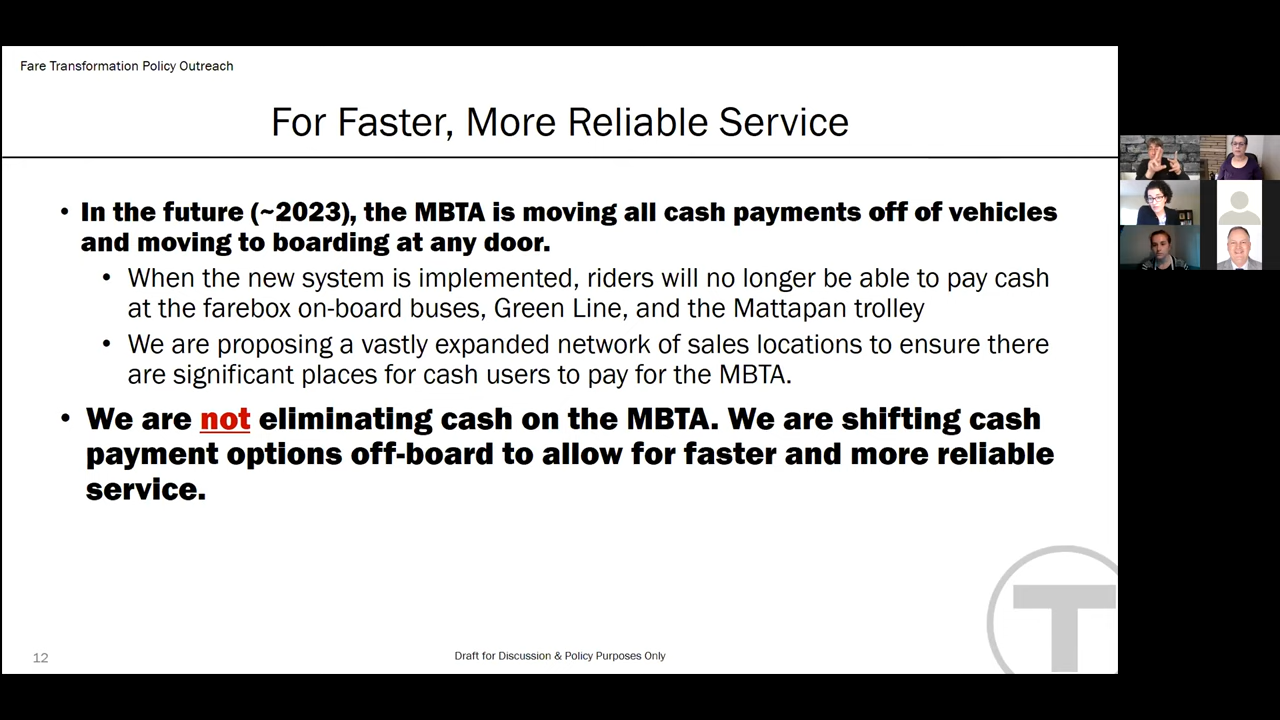 Fare Transformation Policy Outreach
For Faster, More Reliable Service
• In the future (~2023), the MBTA is moving all cash payments off of vehicles
and moving to boarding at any door.
• When the new system is implemented, riders will no longer be able to pay cash
at the farebox on-board buses, Green Line, and the Mattapan trolley
• We are proposing a vastly expanded network of sales locations to ensure there
are significant places for cash users to pay for the MBTA.
• We are not eliminating cash on the MBTA. We are shifting cash
payment options off-board to allow for faster and more reliable
service.
T
12
Draft for Discussion & Policy Purposes Only